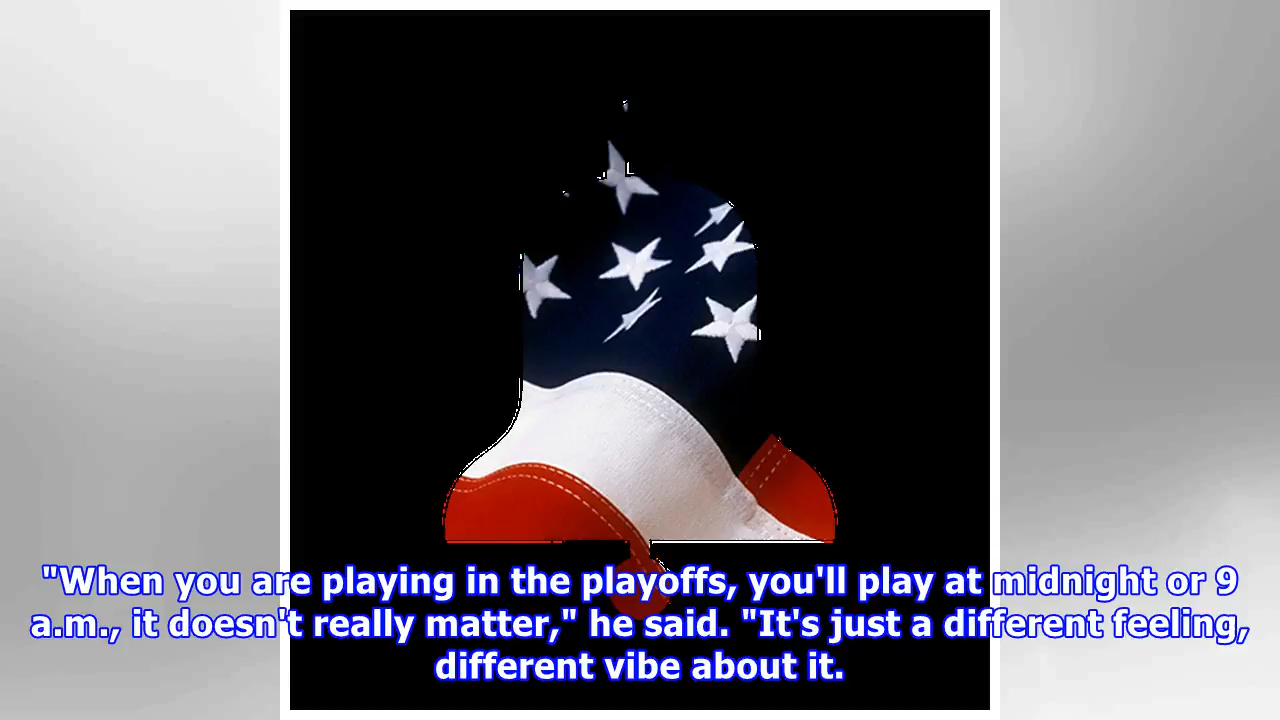 "When you are playing in the playoffs, you'll play at midnight or 9
a.m., it doesn't really matter," he said. "It's just a different feeling,
different vibe about it.